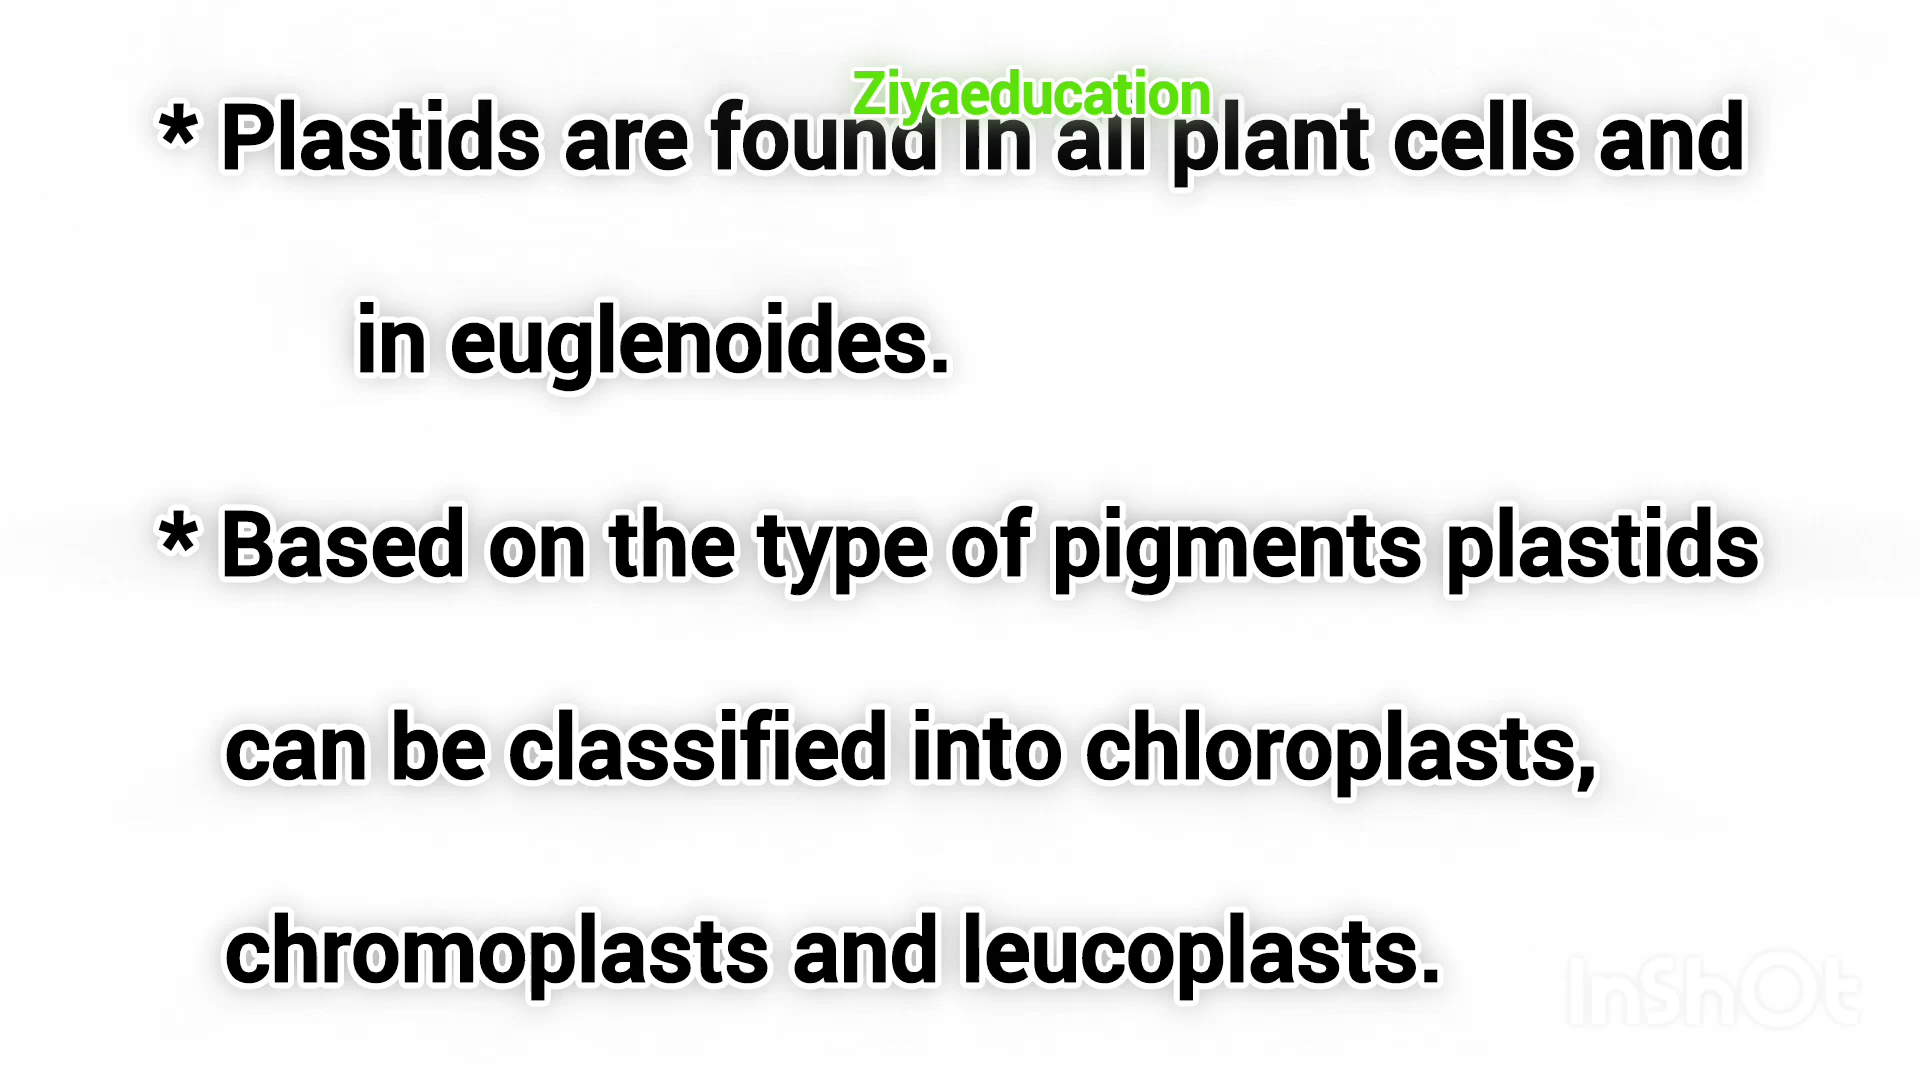 Ziyaeducation
* Plastids are found in all plant cells and
in euglenoides.
* Based on the type of pigments plastids
can be classified into chloroplasts,
chromoplasts and leucoplasts.
InShOt